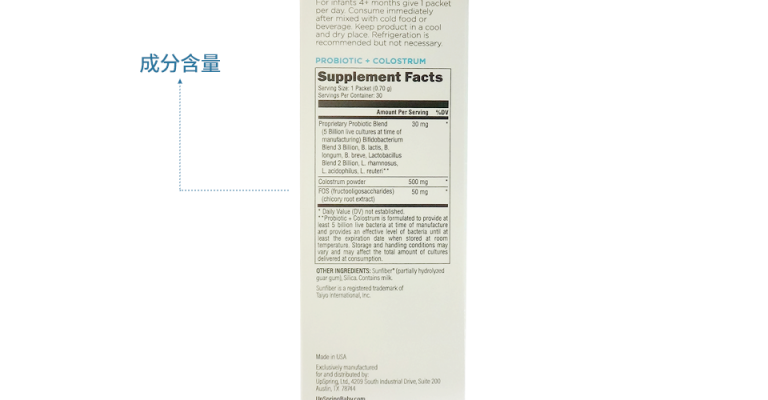 For infants 4+ months give 1 packet
per day. Consume immediately
after mixed with cold food or
beverage. Keep product in a cool
and dry place. Refrigeration is
recommended but not necessary.
成分含量
PROBIOTIC + COLOSTRUM
Supplement Facts
Serving Size: 1 Packet (0.70 g)
Servings Per Container: 30
Amount Per Serving %DV
Proprietary Probiotic Blend 30 mg *
(5 Billion live cultures at time of
manufacturing) Bifidobacterium
Blend 3 Billion, B. lactis, B.
longum, B. breve, Lactobacillus
Blend 2 Billion, L. rhamnosus,
L. acidophilus, L. reuteri**
Colostrum powder 500 mg *
FOS (fructooligosaccharides) 50 mg *
(chicory root extract)
* Daily Value (DV) not established.
**Probiotic + Colostrum is formulated to provide at
least 5 billion live bacteria at time of manufacture
and provides an effective level of bacteria until at
least the expiration date when stored at room
temperature. Storage and handling conditions may
vary and may affect the total amount of cultures
delivered at consumption.
OTHER INGREDIENTS: Sunfiber® (partially hydrolyzed
guar gum), Silica. Contains milk.
Sunfiber is a registered trademark of
Taiyo International, Inc.
Made in USA
Exclusively manufactured
for and distributed by:
UpSpring, Ltd. 4209 South Industrial Drive, Suite 200
Austin, TX 78744
UpSpringBaby.com